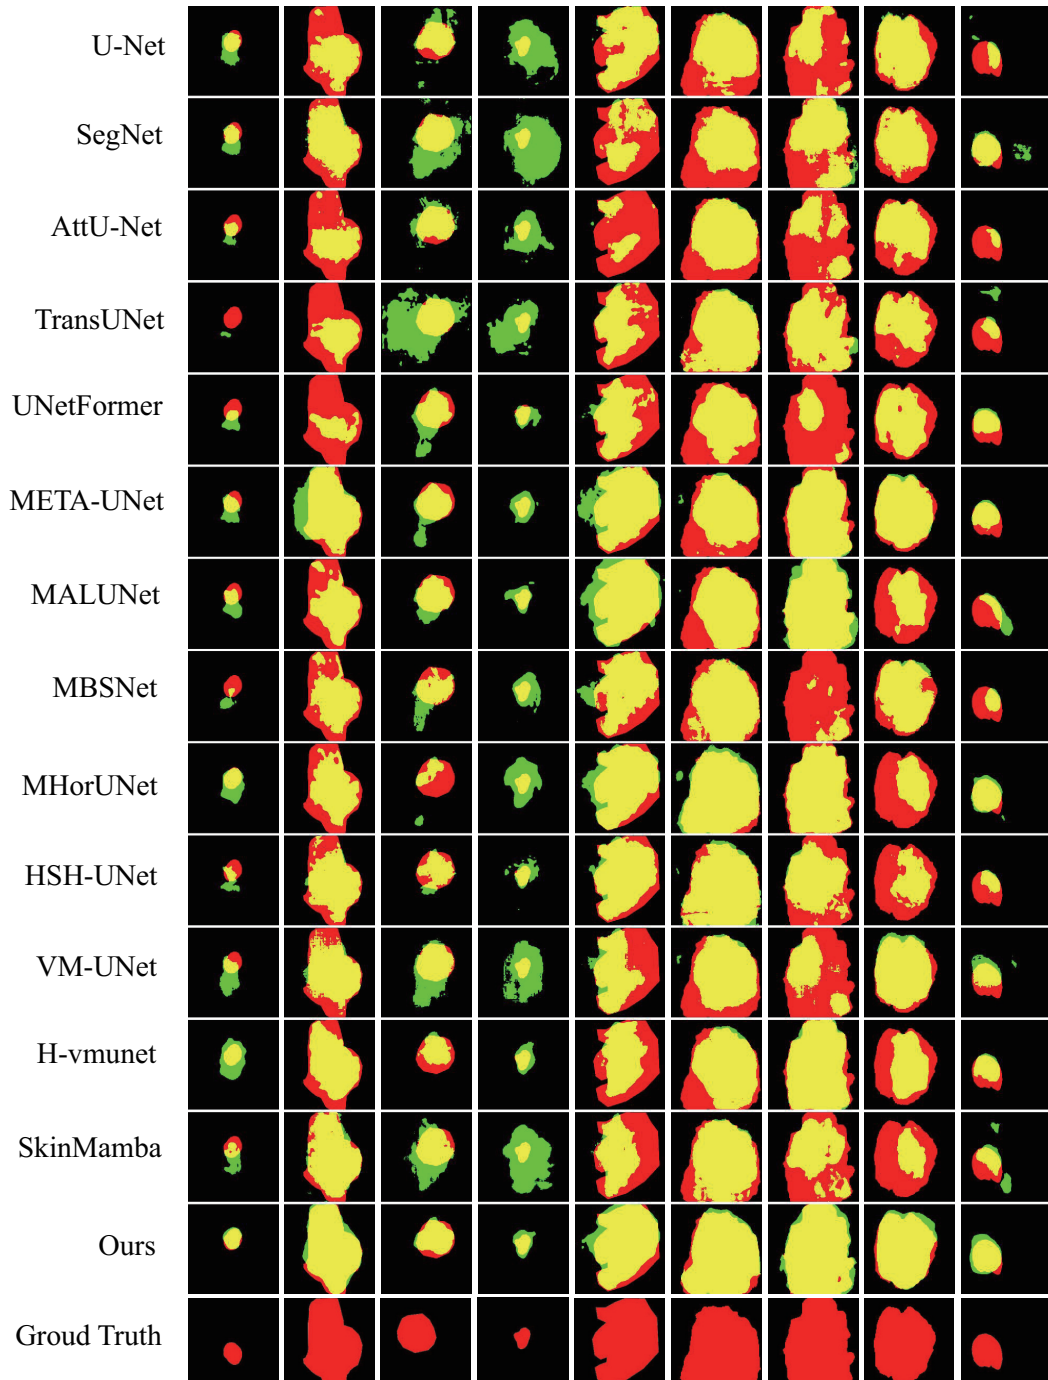 U-Net
SegNet
AttU-Net
TransUNet
UNetFormer
META-UNet
MALUNet
MBSNet
MHorUNet
HSH-UNet
VM-UNet
H-vmunet
SkinMamba
Ours
Groud Truth